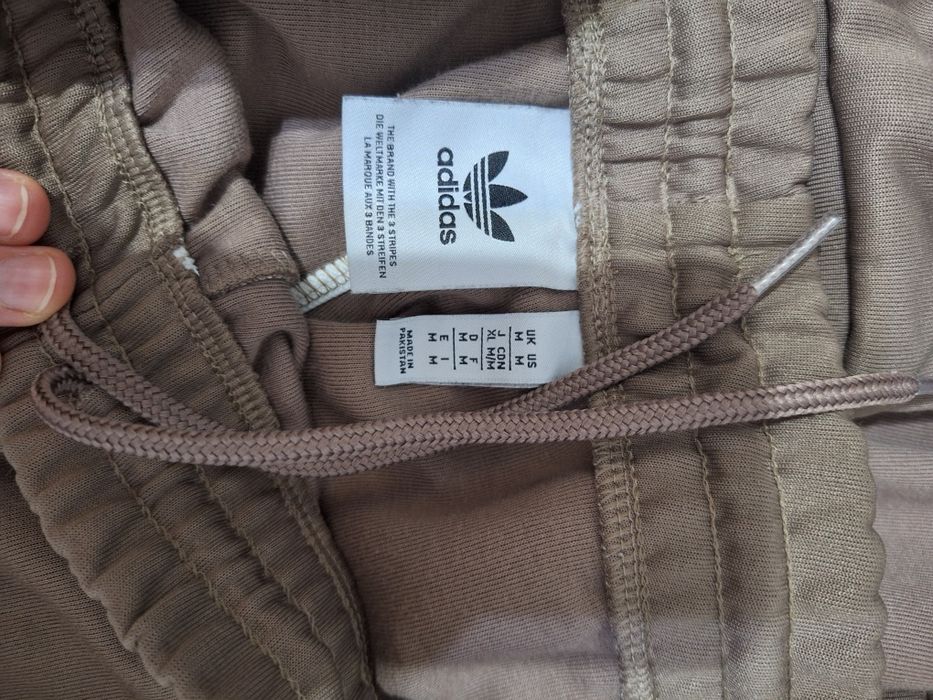 adidas
THE BRAND WITH THE 3 STRIPES
DIE WELTMARKE MIT DEN 3 STREIFEN
LA MARQUE AUX 3 BANDES
UK US
M M
J CDN
XL M/M
D F
M M
E I
M M
MADE IN
PAKISTAN